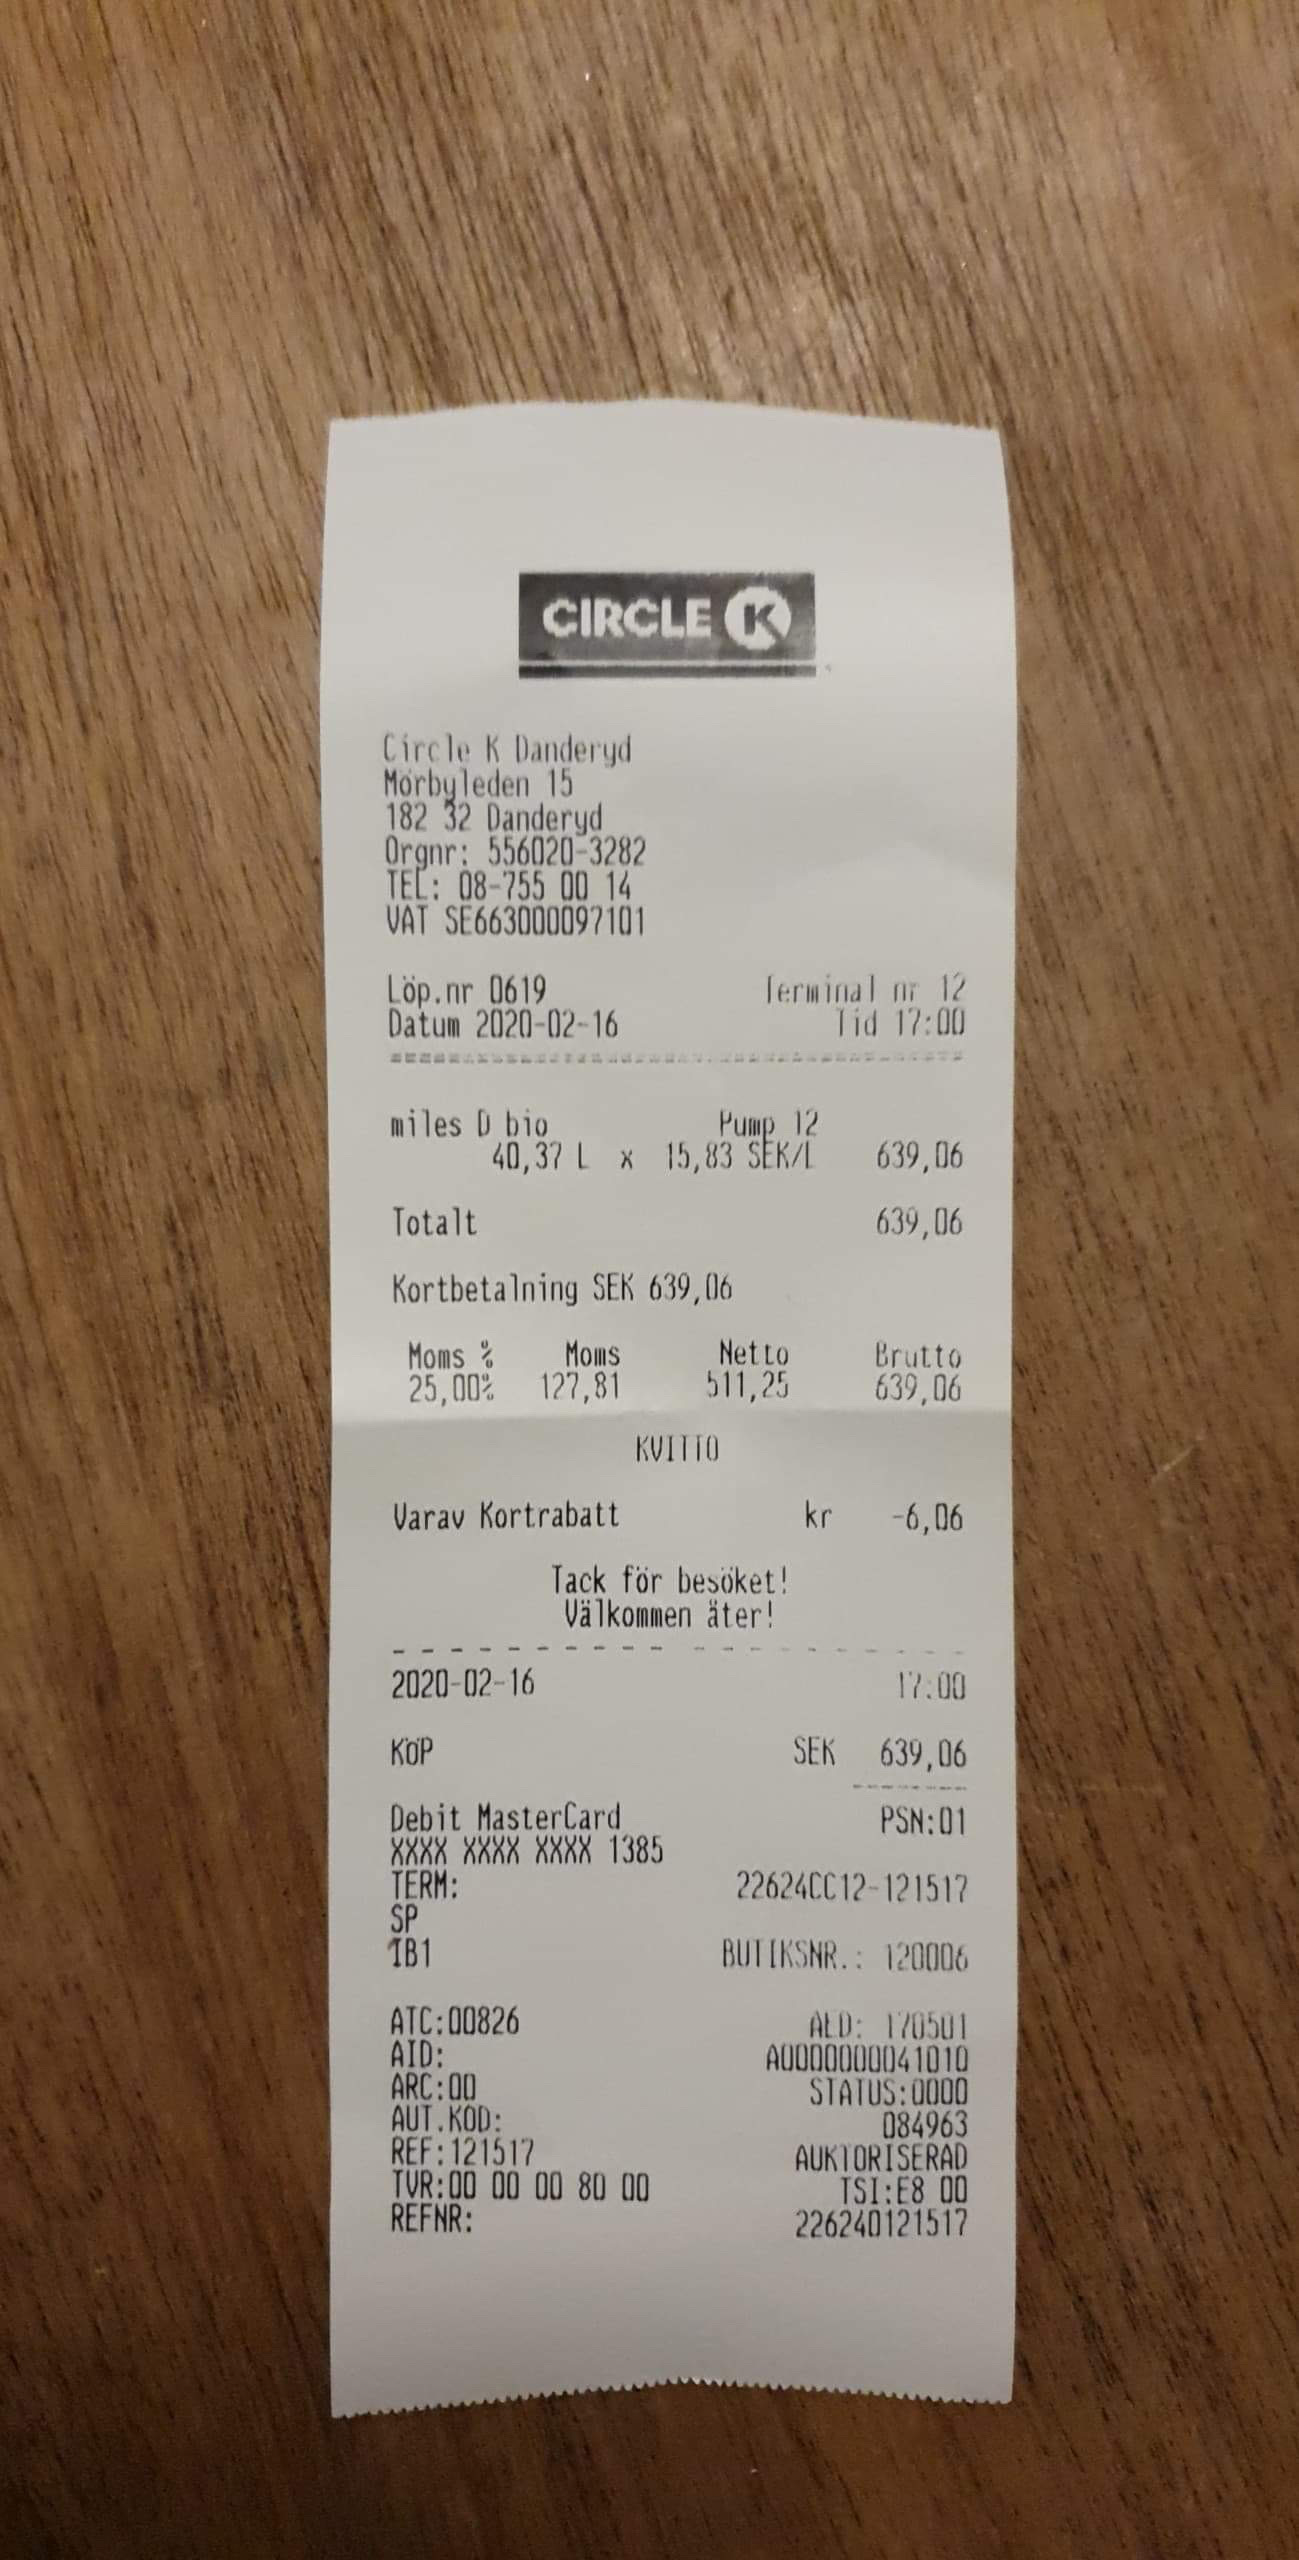 CIRCLE K
Circle K Danderyd
Mörbyleden 15
182 32 Danderyd
Orgnr: 556020-3282
TEL: 08-755 00 14
VAT SE663000097101
Löp.nr 0619 Terminal nr 12
Datum 2020-02-16 Tid 17:00
miles D bio Pump 12
40,37 L x 15,83 SEK/L 639,06
Totalt 639,06
Kortbetalning SEK 639,06
Moms % Moms Netto Brutto
25,00% 127,81 511,25 639,06
KVITTO
Varav Kortrabatt kr -6,06
Tack för besöket!
Välkommen äter!
2020-02-16 17:00
KÖP SEK 639,06
Debit MasterCard PSN:01
XXXX XXXX XXXX 1385
TERM: 22624CC12-121517
SP
IB1 BUTIKSNR.: 120006
ATC:00826 AED: 170501
AID: A0000000041010
ARC:00 STATUS:0000
AUT.KOD: 084963
REF:121517 AUKTORISERAD
TVR:00 00 00 80 00 TSI:E8 00
REFNR: 226240121517